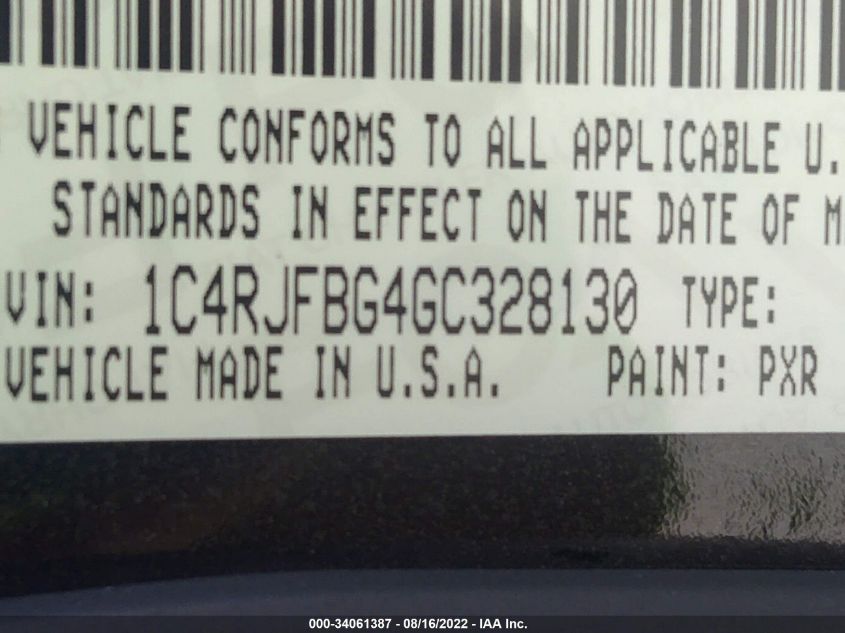 VEHICLE CONFORMS TO ALL APPLICABLE U.
STANDARDS IN EFFECT ON THE DATE OF M
VIN: 1C4RJFBG4GC328130 TYPE:
VEHICLE MADE IN U.S.A. PAINT: PXR
000-34061387 - 08/16/2022 - IAA Inc.